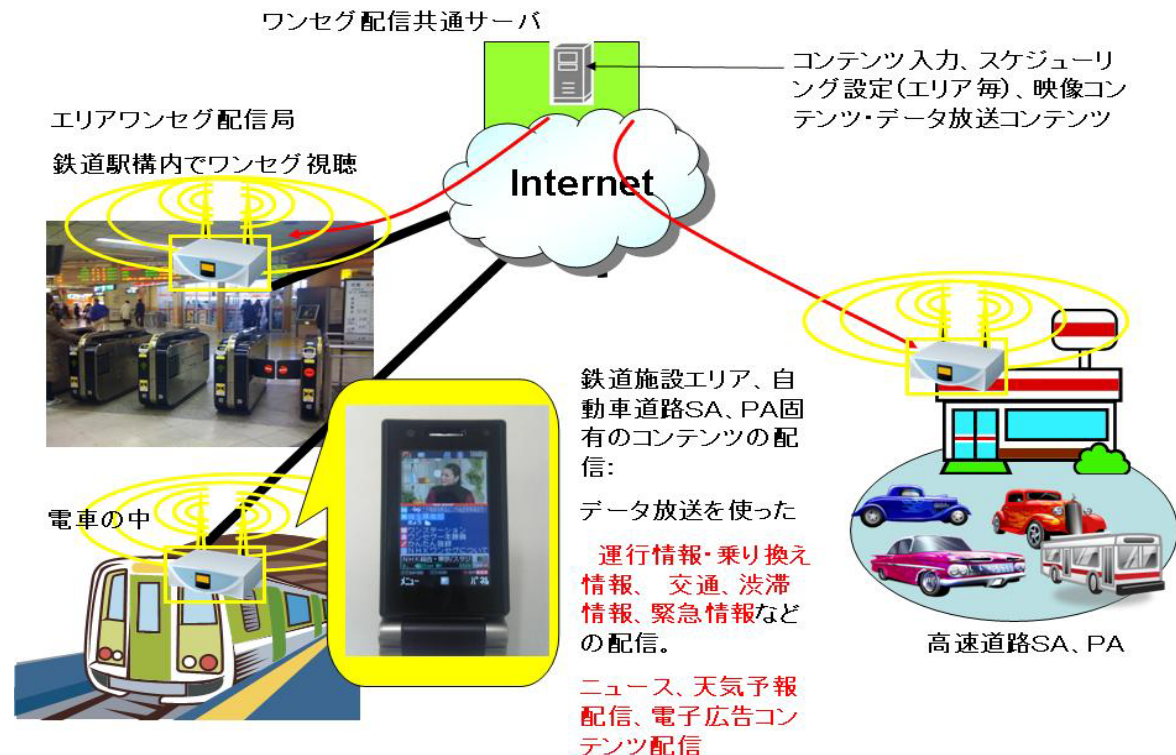 ワンセグ配信共通サーバ
コンテンツ入力、スケジューリ
ング設定(エリア毎)、映像コン
テンツ・データ放送コンテンツ
エリアワンセグ配信局
鉄道駅構内でワンセグ視聴
Internet
鉄道施設エリア、自
動車道路SA、PA固
有のコンテンツの配
信:
データ放送を使った
運行情報・乗り換え
情報、 交通、渋滞
情報、緊急情報など
の配信。
ニュース、天気予報
配信、電子広告コン
テンツ配信
電車の中
メニュー
パネル
高速道路SA、PA